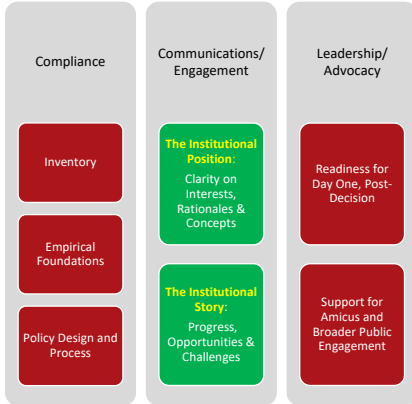 Compliance
Inventory
Empirical
Foundations
Policy Design and
Process
Communications/
Engagement
The Institutional
Position:
Clarity on
Interests,
Rationales &
Concepts
The Institutional
Story:
Progress,
Opportunities &
Challenges
Leadership/
Advocacy
Readiness for
Day One, Post-
Decision
Support for
Amicus and
Broader Public
Engagement